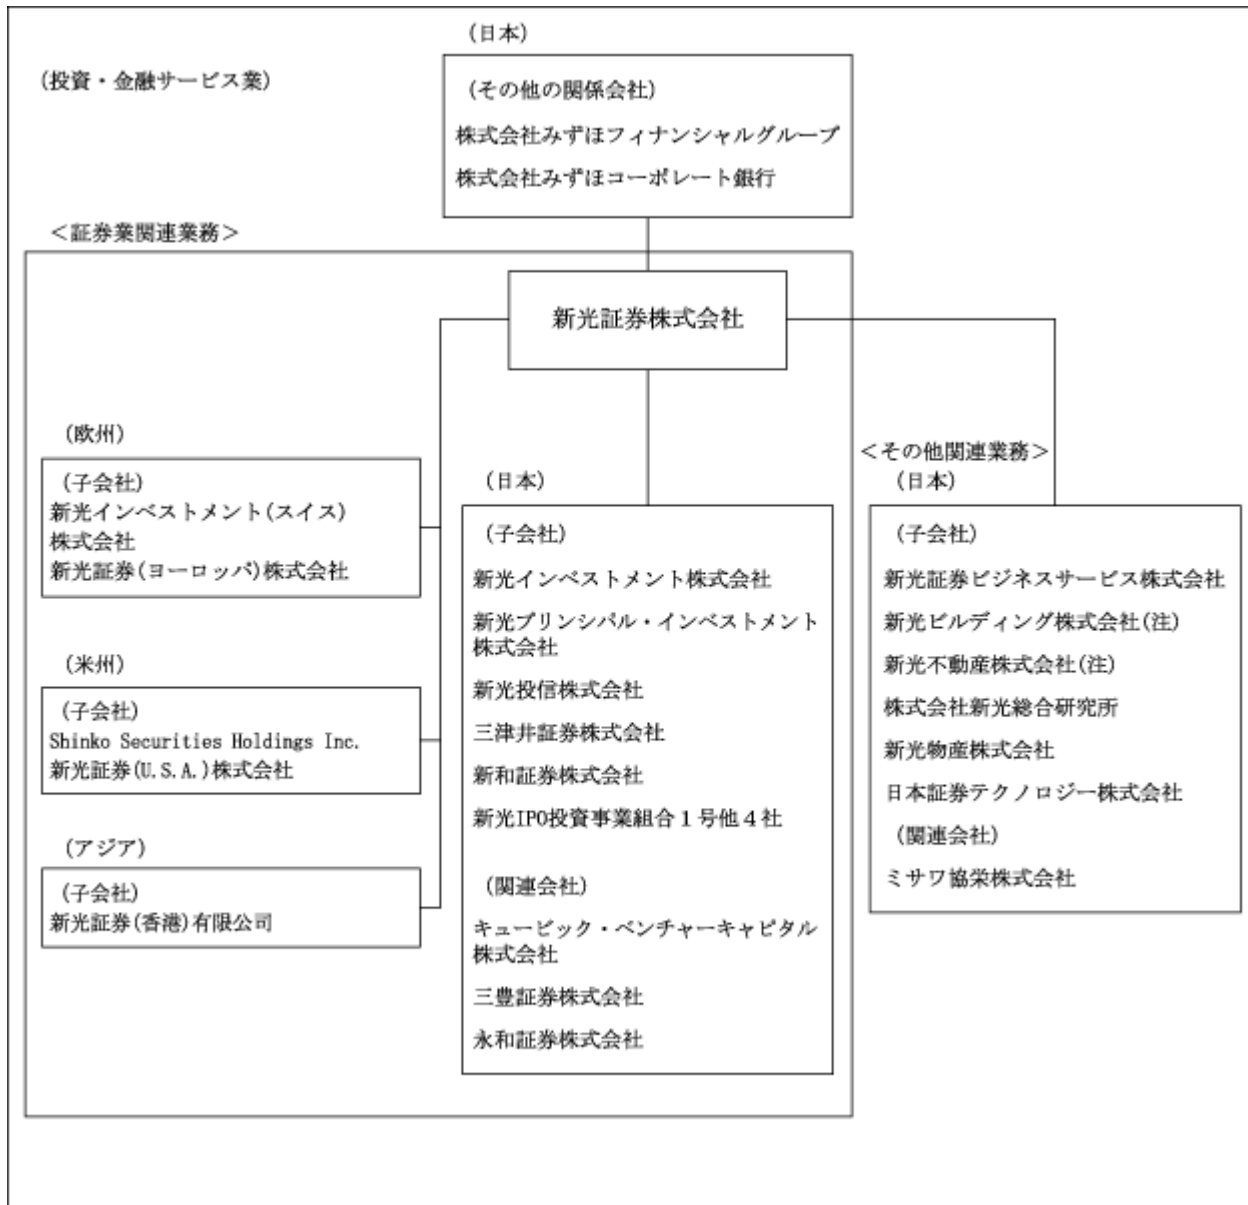 (日本)
(投資・金融サービス業)
(その他の関係会社)
株式会社みずほフィナンシャルグループ
株式会社みずほコーポレート銀行
＜証券業関連業務＞
新光証券株式会社
(欧州)
(子会社)
新光インベストメント(スイス)
株式会社
新光証券(ヨーロッパ)株式会社
(米州)
(子会社)
Shinko Securities Holdings Inc.
新光証券(U.S.A.)株式会社
(アジア)
(子会社)
新光証券(香港)有限公司
(日本)
(子会社)
新光インベストメント株式会社
新光プリンシパル・インベストメント
株式会社
新光投信株式会社
三津井証券株式会社
新和証券株式会社
新光IPO投資事業組合１号他４社
(関連会社)
キュービック・ベンチャーキャピタル
株式会社
三豊証券株式会社
永和証券株式会社
＜その他関連業務＞
(日本)
(子会社)
新光証券ビジネスサービス株式会社
新光ビルディング株式会社(注)
新光不動産株式会社(注)
株式会社新光総合研究所
新光物産株式会社
日本証券テクノロジー株式会社
(関連会社)
ミサワ協栄株式会社